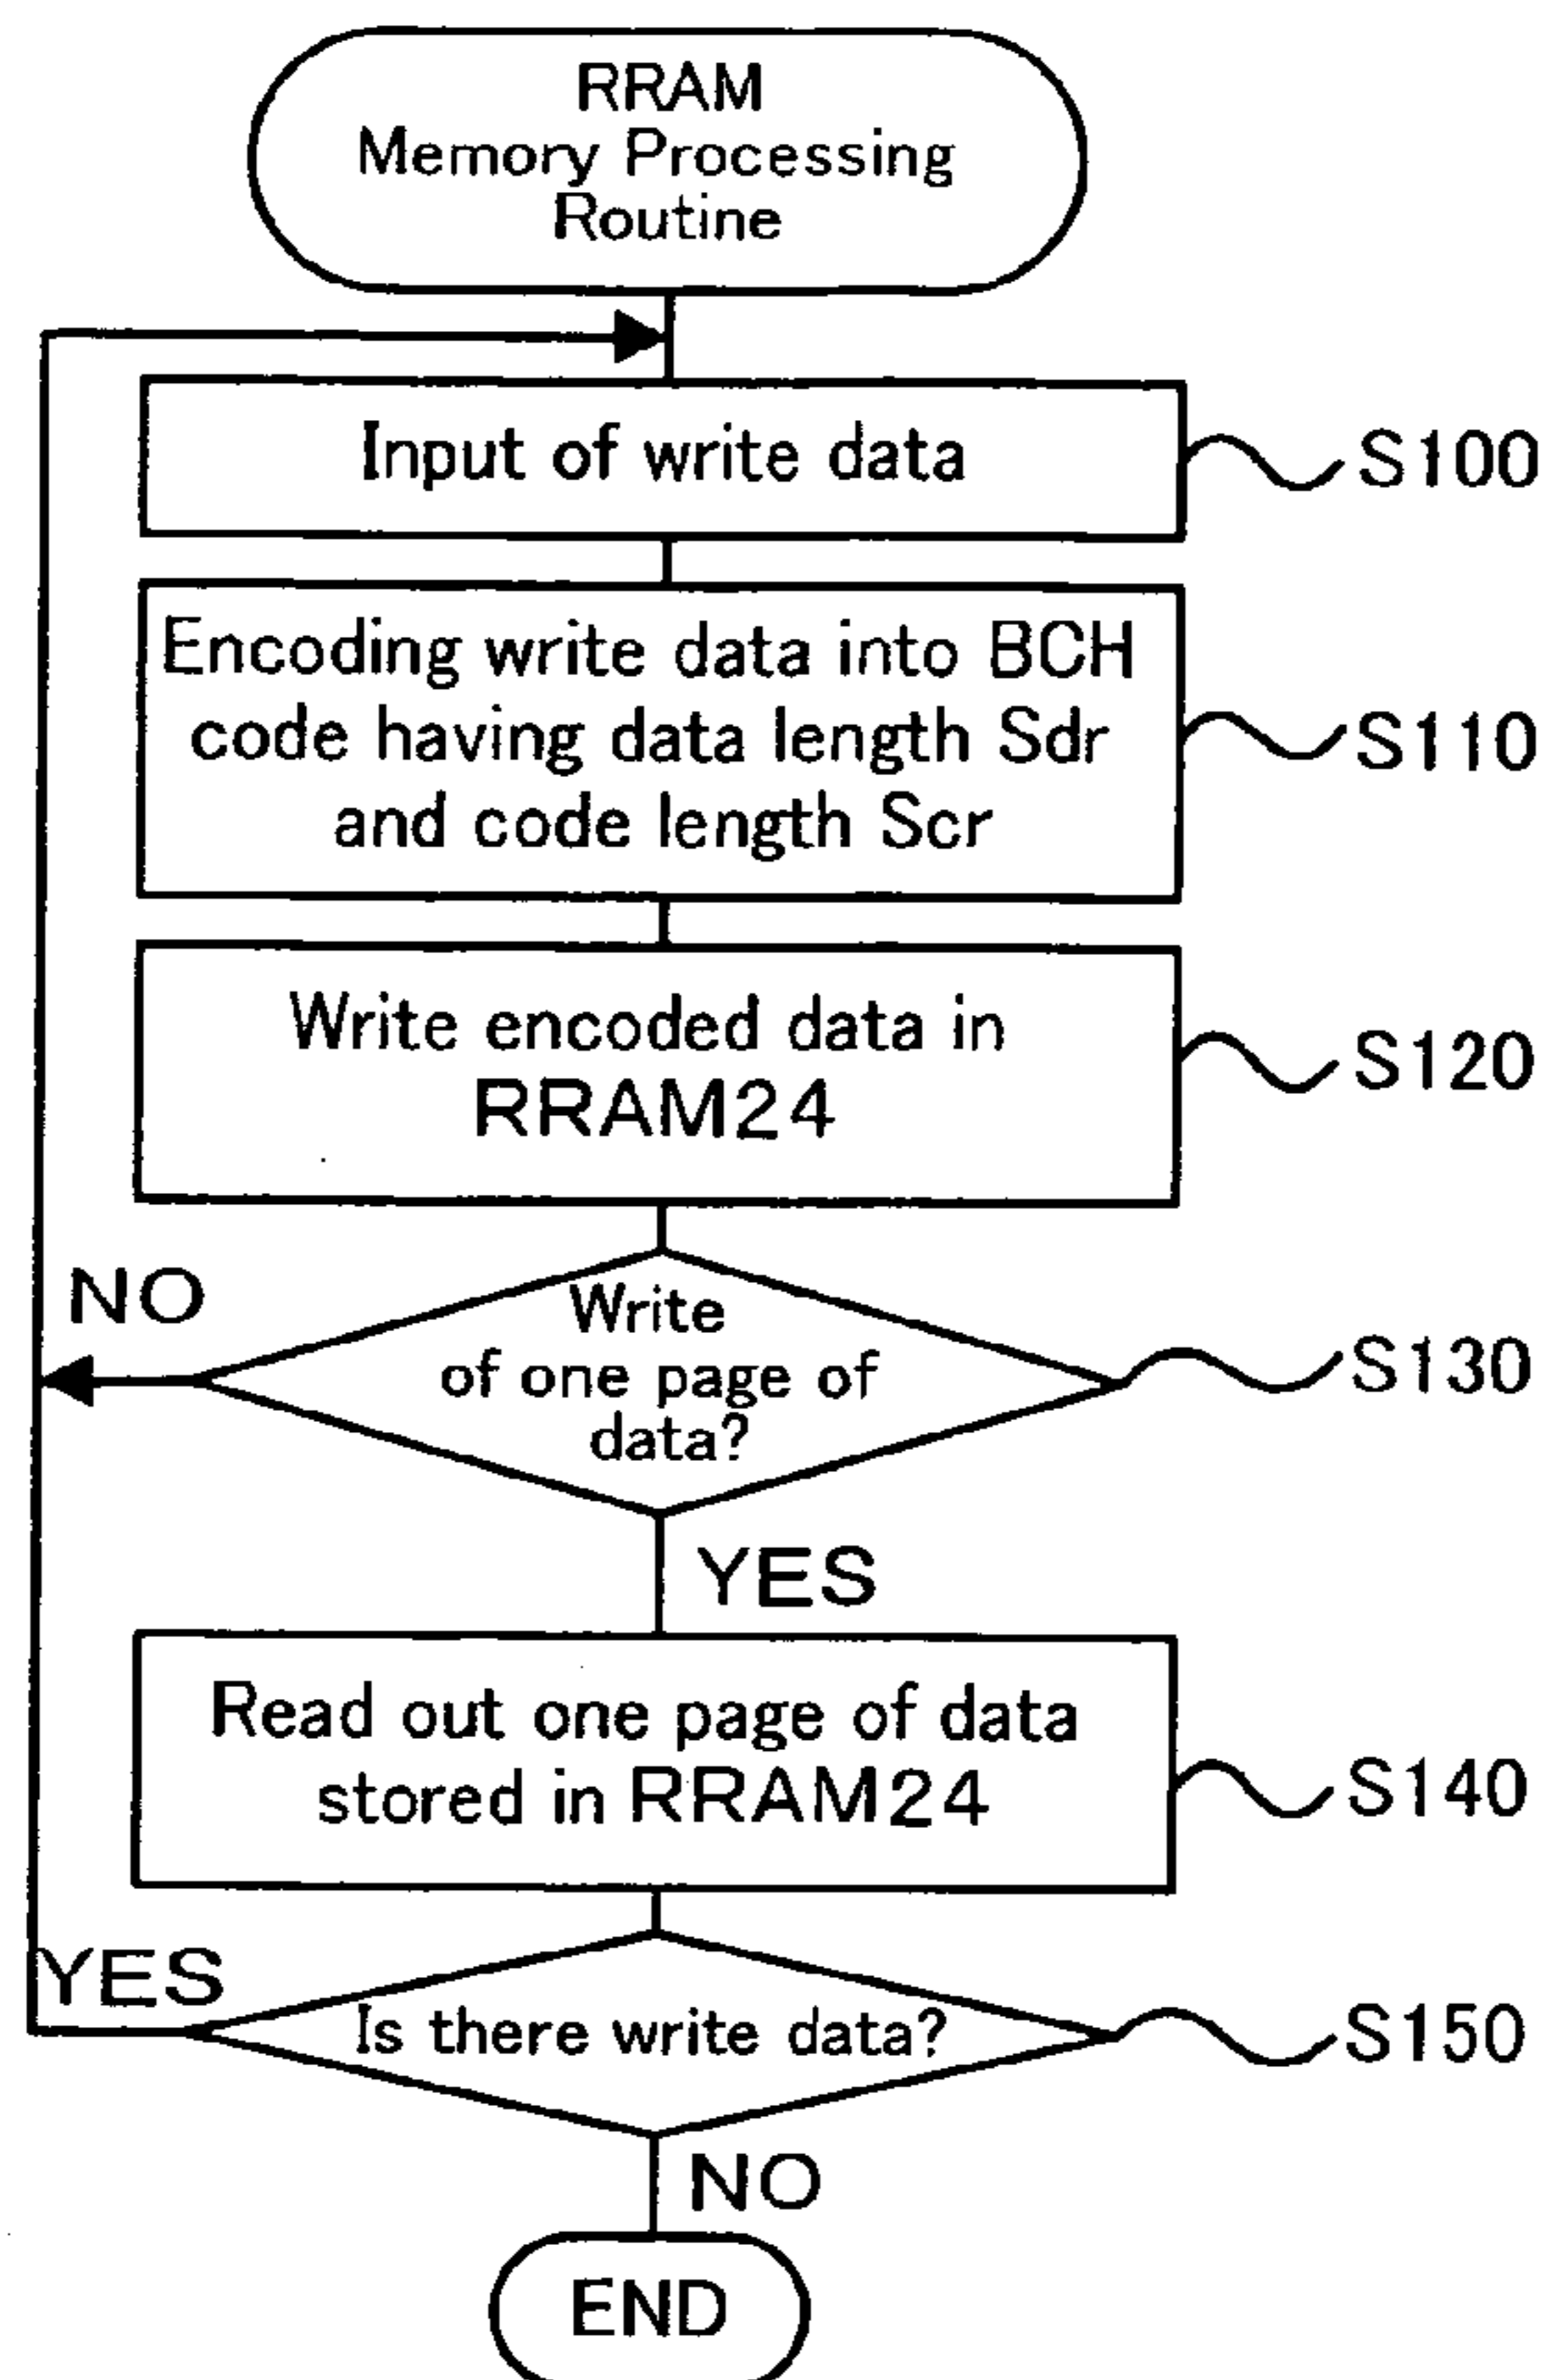 RRAM
Memory Processing
Routine
Input of write data
S100
Encoding write data into BCH
code having data length Sdr
and code length Scr
S110
Write encoded data in
RRAM24
S120
NO
Write
of one page of
data?
S130
YES
Read out one page of data
stored in RRAM24
S140
YES
Is there write data?
S150
NO
END